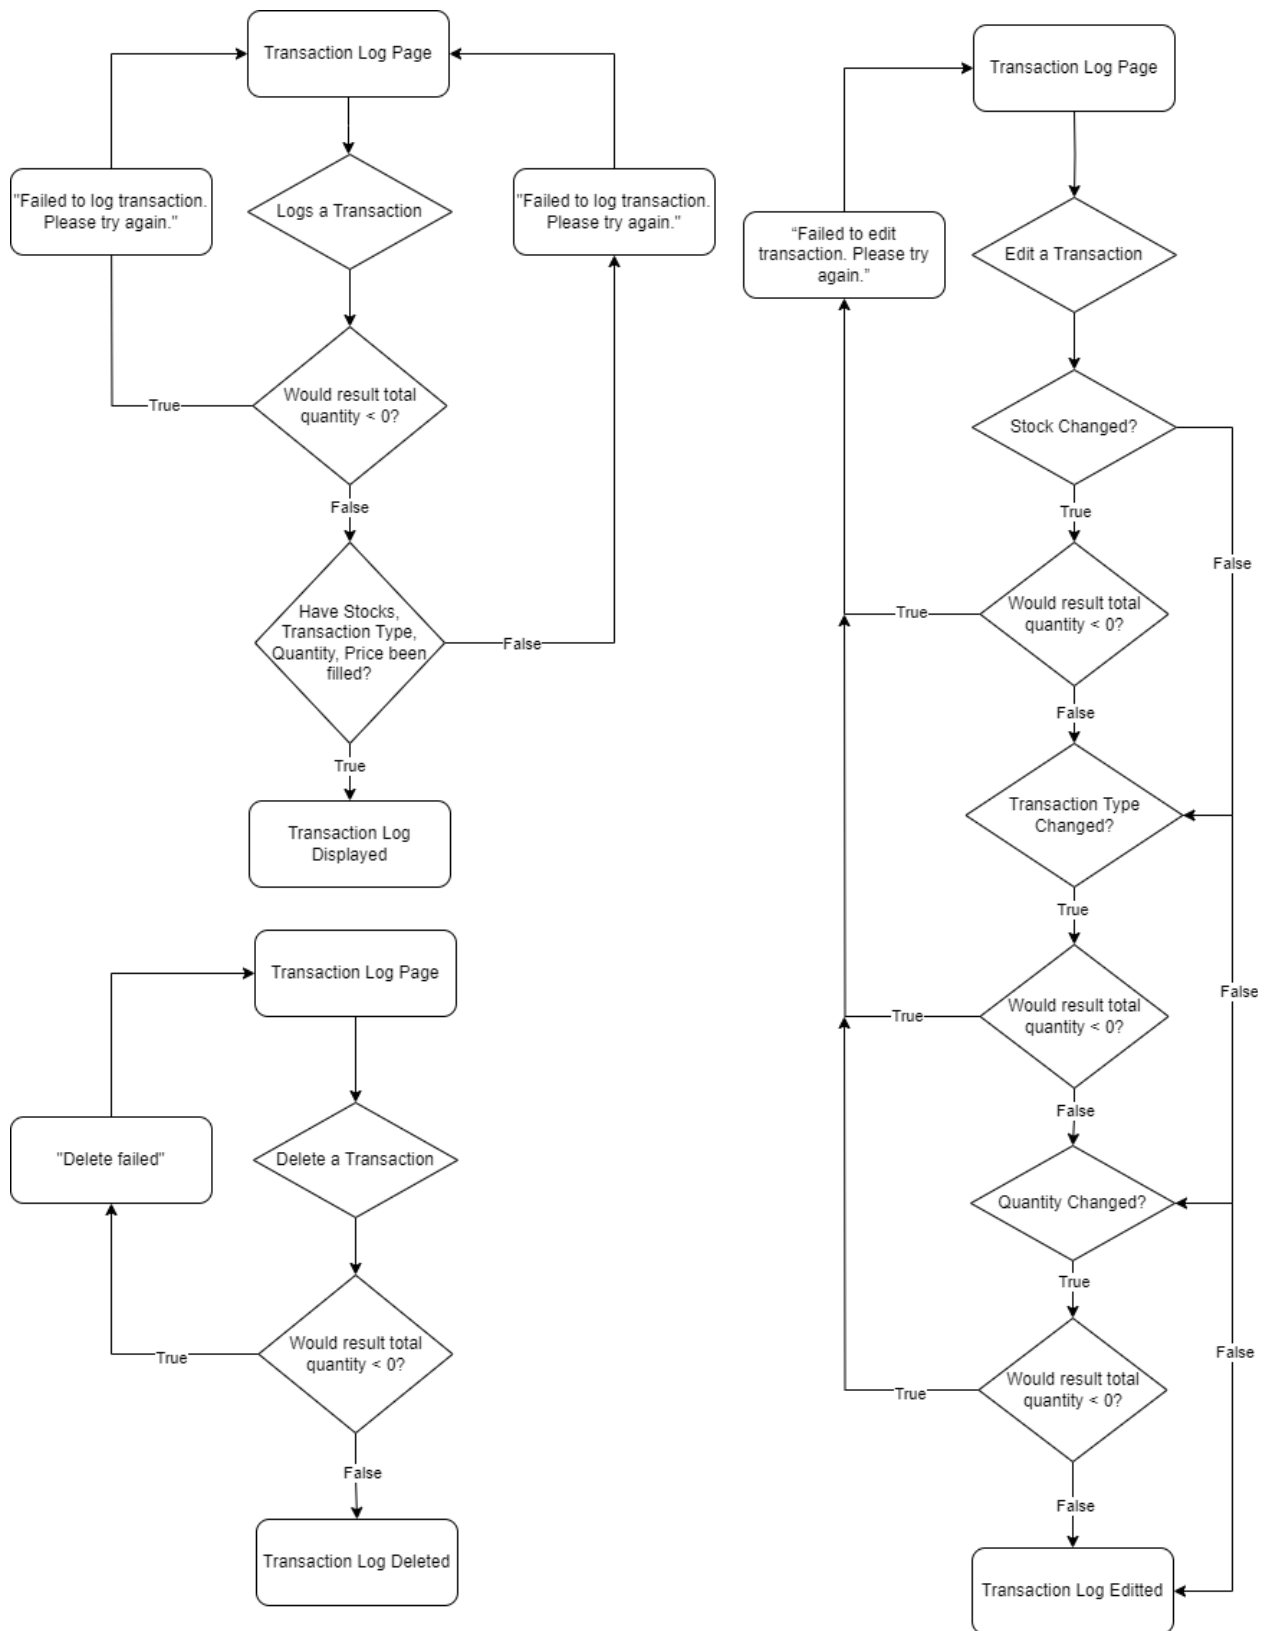 Transaction Log Page
"Failed to log transaction.
Please try again."
Logs a Transaction
"Failed to log transaction.
Please try again."
Would result total
quantity < 0?
True
False
Have Stocks,
Transaction Type,
Quantity, Price been
filled?
False
True
Transaction Log
Displayed
Transaction Log Page
"Delete failed"
Delete a Transaction
Would result total
quantity < 0?
True
False
Transaction Log Deleted
Transaction Log Page
“Failed to edit
transaction. Please try
again.”
Edit a Transaction
Stock Changed?
True
False
Would result total
quantity < 0?
True
False
Transaction Type
Changed?
True
False
Would result total
quantity < 0?
True
False
Quantity Changed?
True
False
Would result total
quantity < 0?
True
False
Transaction Log Editted